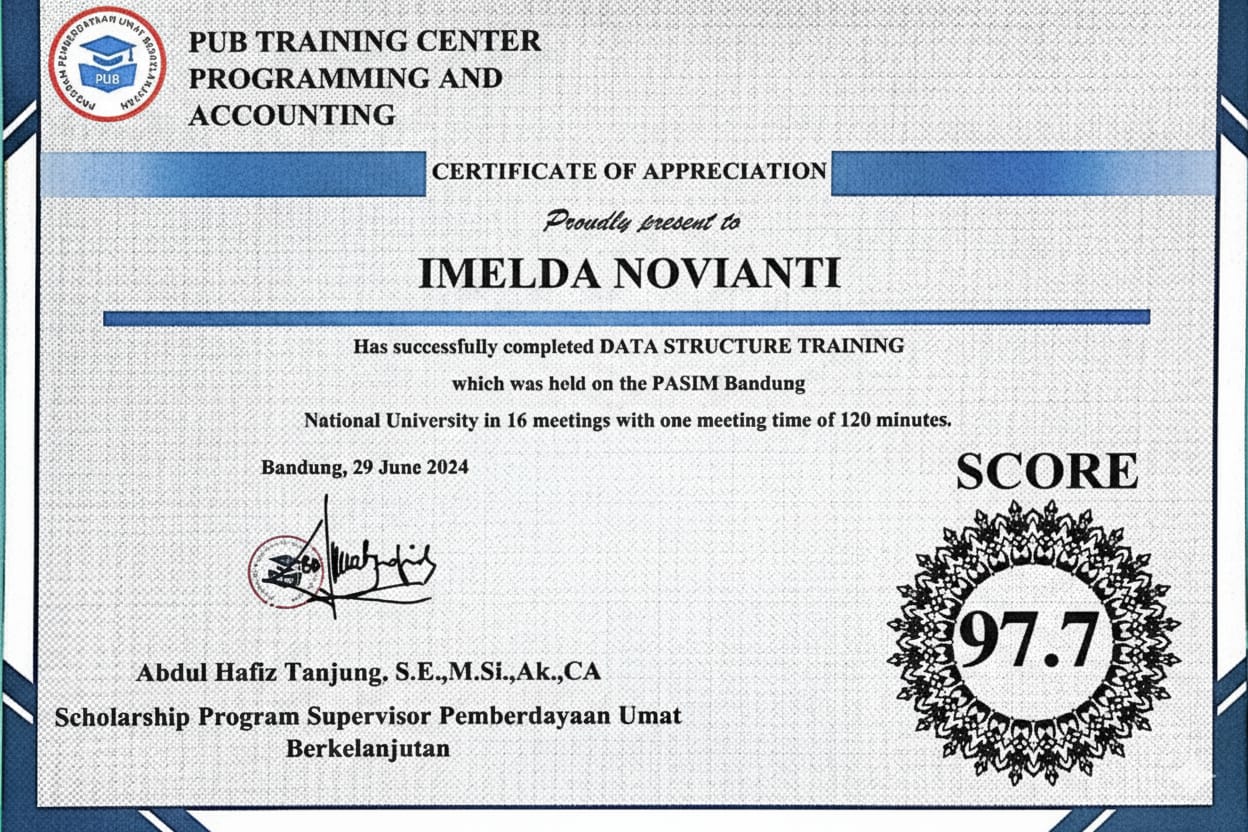 PROGRAM PEMBERDAYAAN UMAT BERKELANJUTAN
PUB
PUB TRAINING CENTER
PROGRAMMING AND
ACCOUNTING
CERTIFICATE OF APPRECIATION
Proudly present to
IMELDA NOVIANTI
Has successfully completed DATA STRUCTURE TRAINING
which was held on the PASIM Bandung
National University in 16 meetings with one meeting time of 120 minutes.
Bandung, 29 June 2024
SCORE
97.7
Abdul Hafiz Tanjung, S.E.,M.Si.,Ak.,CA
Scholarship Program Supervisor Pemberdayaan Umat
Berkelanjutan